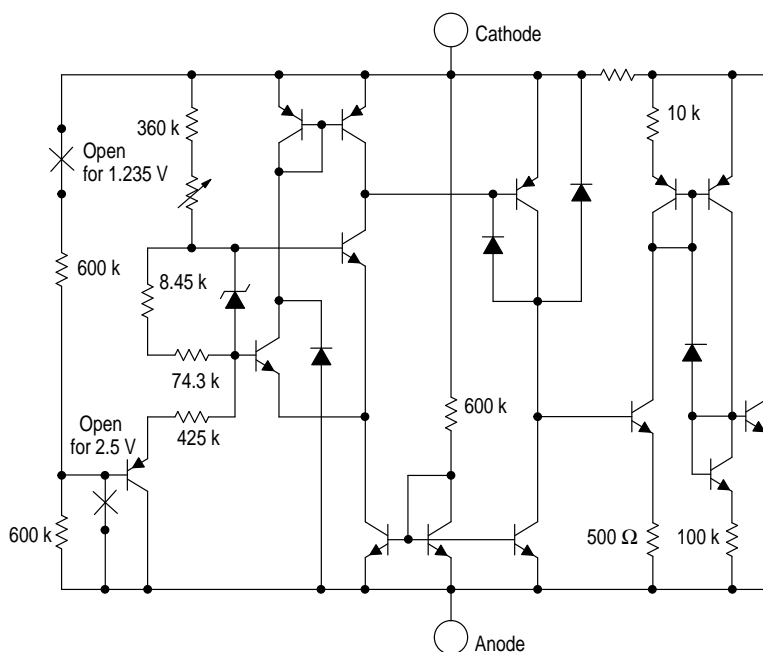 Cathode
360 k
10 k
Open
for 1.235 V
600 k
8.45 k
74.3 k
600 k
Open
for 2.5 V
425 k
600 k
500 Ω
100 k
Anode